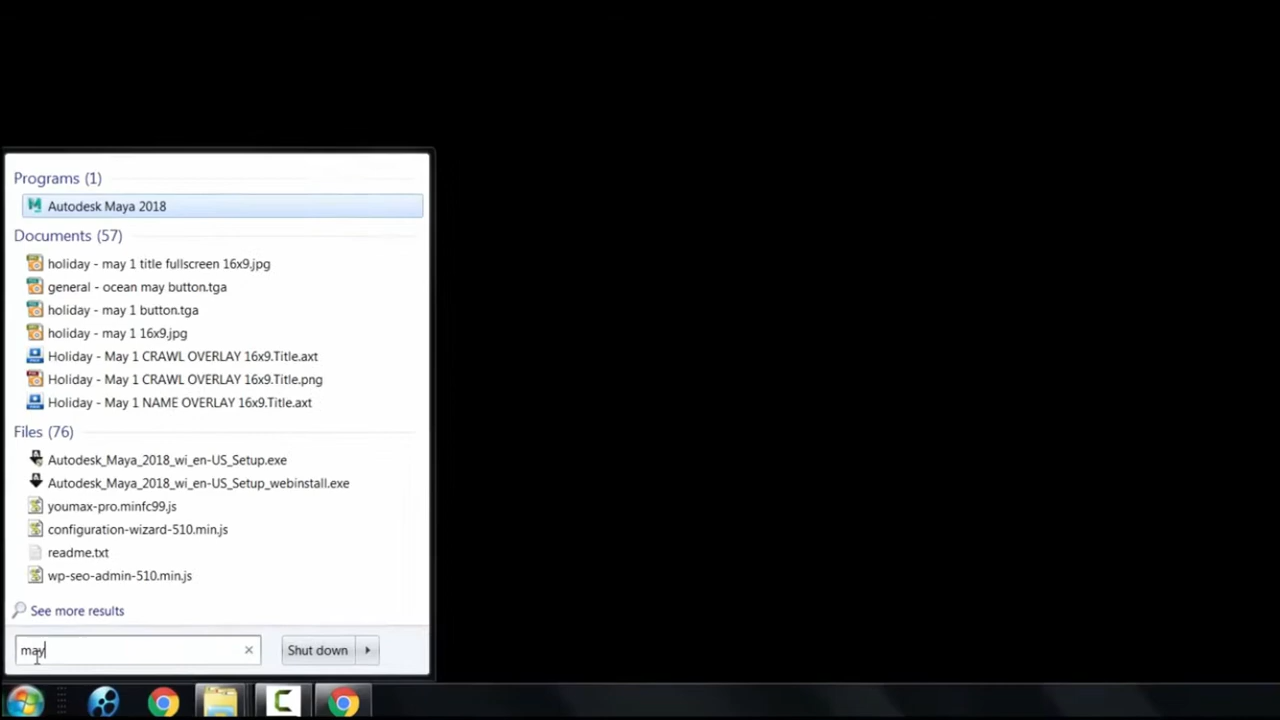 Programs (1)
Autodesk Maya 2018
Documents (57)
holiday - may 1 title fullscreen 16x9.jpg
general - ocean may button.tga
holiday - may 1 button.tga
holiday - may 1 16x9.jpg
Holiday - May 1 CRAWL OVERLAY 16x9.Title.axt
Holiday - May 1 CRAWL OVERLAY 16x9.Title.png
Holiday - May 1 NAME OVERLAY 16x9.Title.axt
Files (76)
Autodesk_Maya_2018_wi_en-US_Setup.exe
Autodesk_Maya_2018_wi_en-US_Setup_webinstall.exe
youmax-pro.minfc99.js
configuration-wizard-510.min.js
readme.txt
wp-seo-admin-510.min.js
See more results
may Shut down